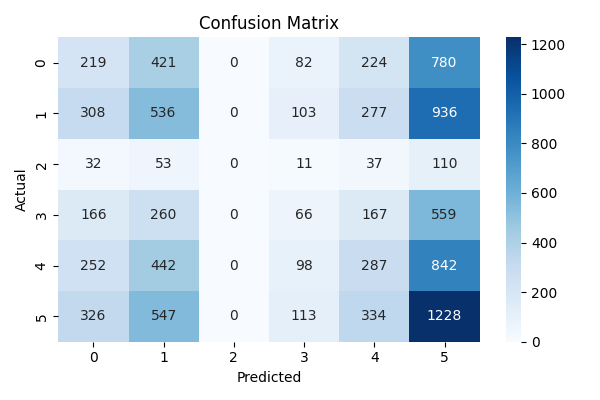 Confusion Matrix
Actual
0 219 421 0 82 224 780
1 308 536 0 103 277 936
2 32 53 0 11 37 110
3 166 260 0 66 167 559
4 252 442 0 98 287 842
5 326 547 0 113 334 1228
0 1 2 3 4 5
Predicted
1200
1000
800
600
400
200
0